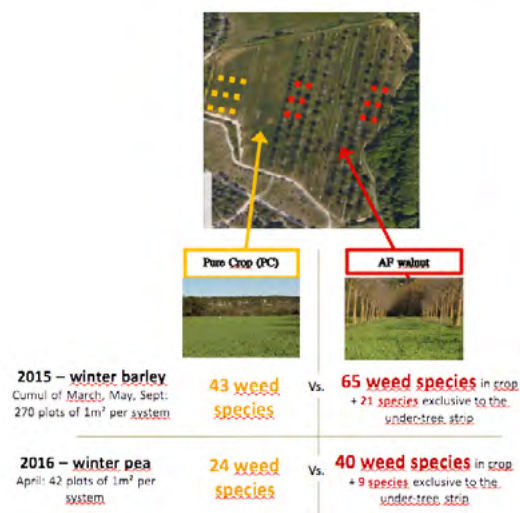 Pure Crop (PC)
AF walnut
2015 – winter barley
Cumul of March, May, Sept:
270 plots of 1m² per system
43 weed
species
Vs.
65 weed species in crop
+ 21 species exclusive to the
under-tree strip
2016 – winter pea
April: 42 plots of 1m² per
system
24 weed
species
Vs.
40 weed species in crop
+ 9 species exclusive to the
under-tree strip